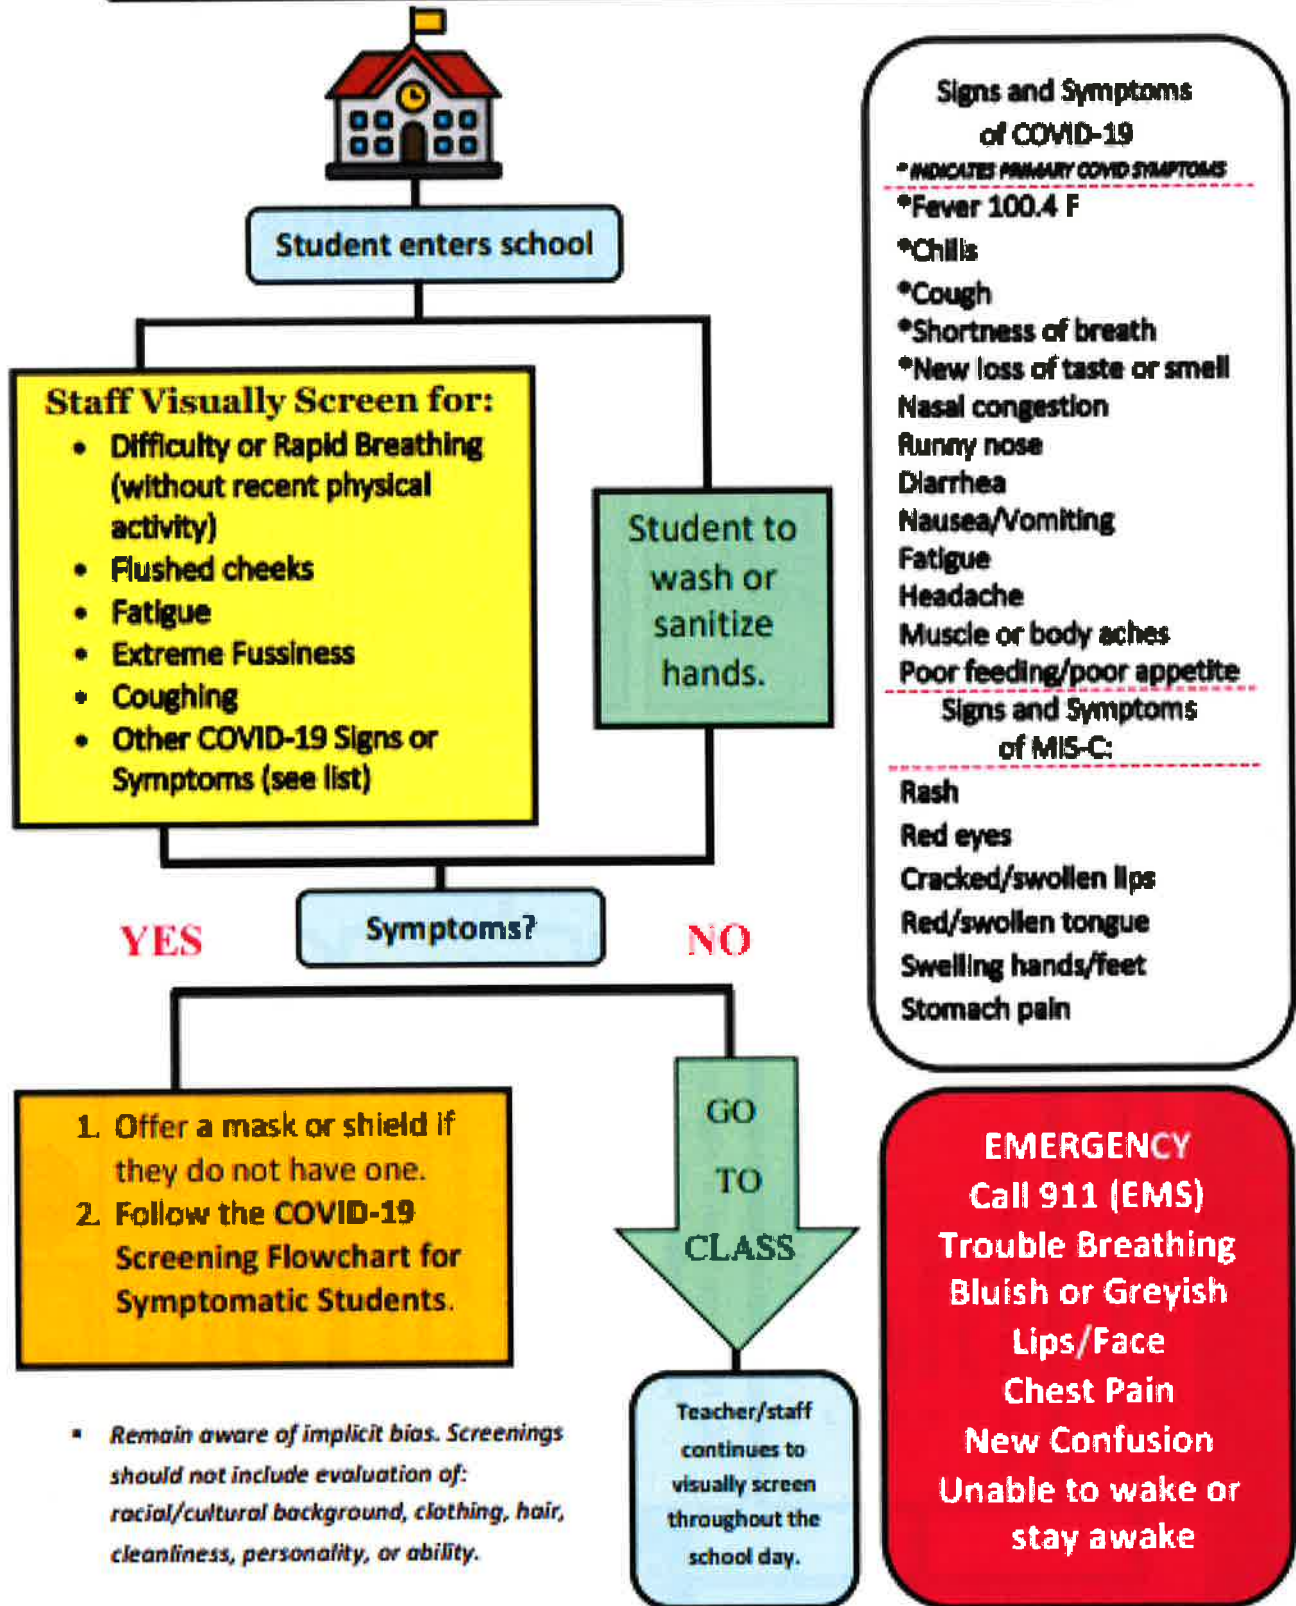 Student enters school
Staff Visually Screen for:
• Difficulty or Rapid Breathing
(without recent physical
activity)
• Flushed cheeks
• Fatigue
• Extreme Fussiness
• Coughing
• Other COVID-19 Signs or
Symptoms (see list)
Student to
wash or
sanitize
hands.
Symptoms?
YES
NO
1. Offer a mask or shield if
they do not have one.
2. Follow the COVID-19
Screening Flowchart for
Symptomatic Students.
GO
TO
CLASS
Teacher/staff
continues to
visually screen
throughout the
school day.
▪ Remain aware of implicit bias. Screenings
should not include evaluation of:
racial/cultural background, clothing, hair,
cleanliness, personality, or ability.
Signs and Symptoms
of COVID-19
* INDICATES PRIMARY COVID SYMPTOMS
*Fever 100.4 F
*Chills
*Cough
*Shortness of breath
*New loss of taste or smell
Nasal congestion
Runny nose
Diarrhea
Nausea/Vomiting
Fatigue
Headache
Muscle or body aches
Poor feeding/poor appetite
Signs and Symptoms
of MIS-C:
Rash
Red eyes
Cracked/swollen lips
Red/swollen tongue
Swelling hands/feet
Stomach pain
EMERGENCY
Call 911 (EMS)
Trouble Breathing
Bluish or Greyish
Lips/Face
Chest Pain
New Confusion
Unable to wake or
stay awake